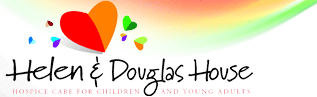 Helen & Douglas House
HOSPICE CARE FOR CHILDREN AND YOUNG ADULTS